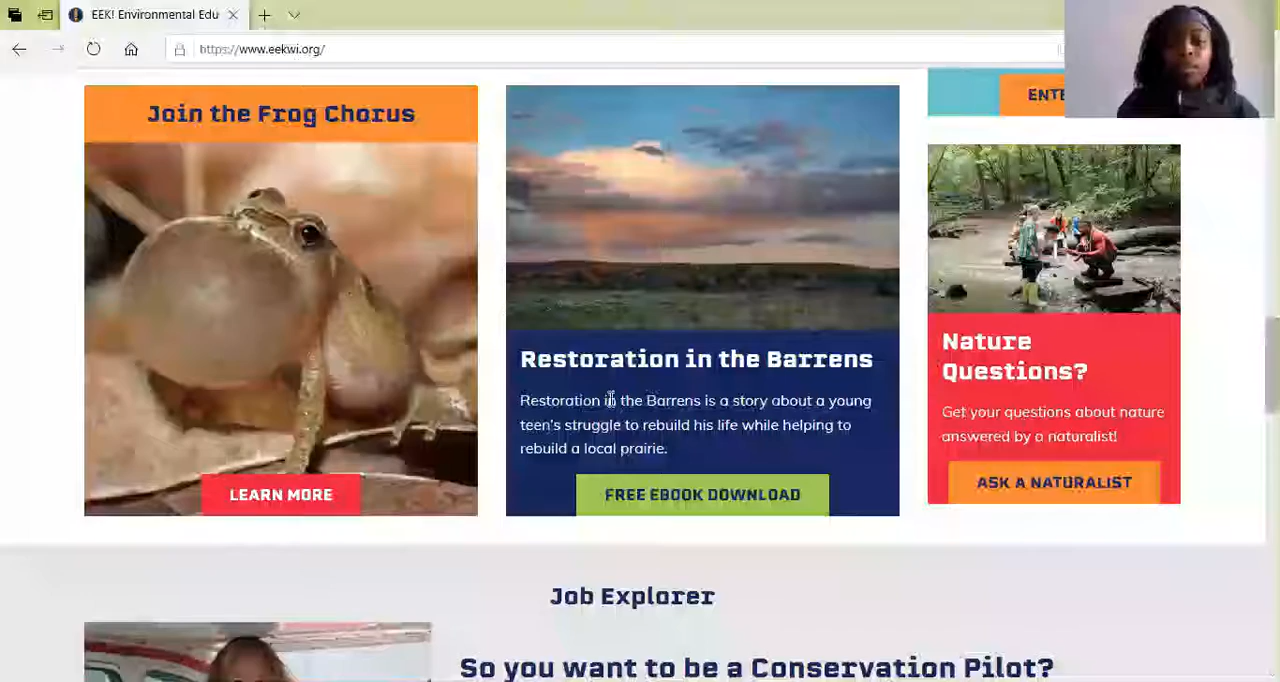 EEK! Environmental Edu
https://www.eekwi.org/
Join the Frog Chorus
LEARN MORE
Restoration in the Barrens
Restoration in the Barrens is a story about a young
teen's struggle to rebuild his life while helping to
rebuild a local prairie.
FREE EBOOK DOWNLOAD
ENTE
Nature
Questions?
Get your questions about nature
answered by a naturalist!
ASK A NATURALIST
Job Explorer
So you want to be a Conservation Pilot?